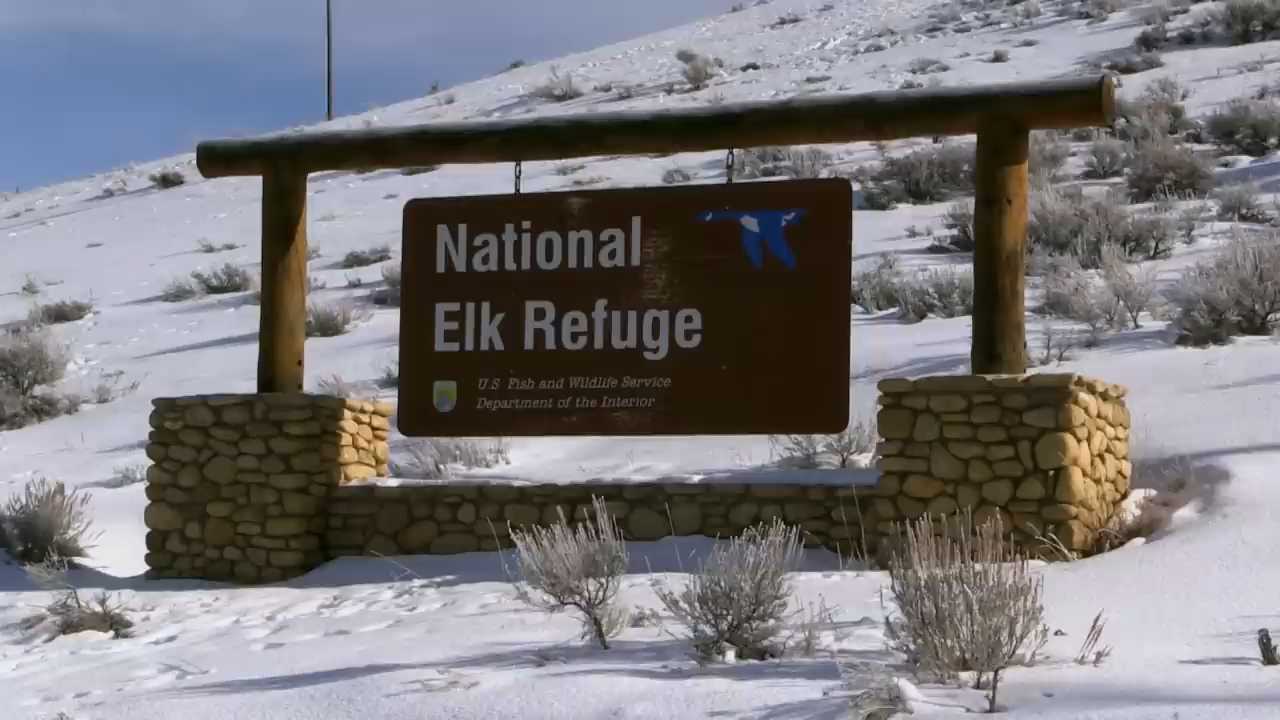 National
Elk Refuge
U.S. Fish and Wildlife Service
Department of the Interior